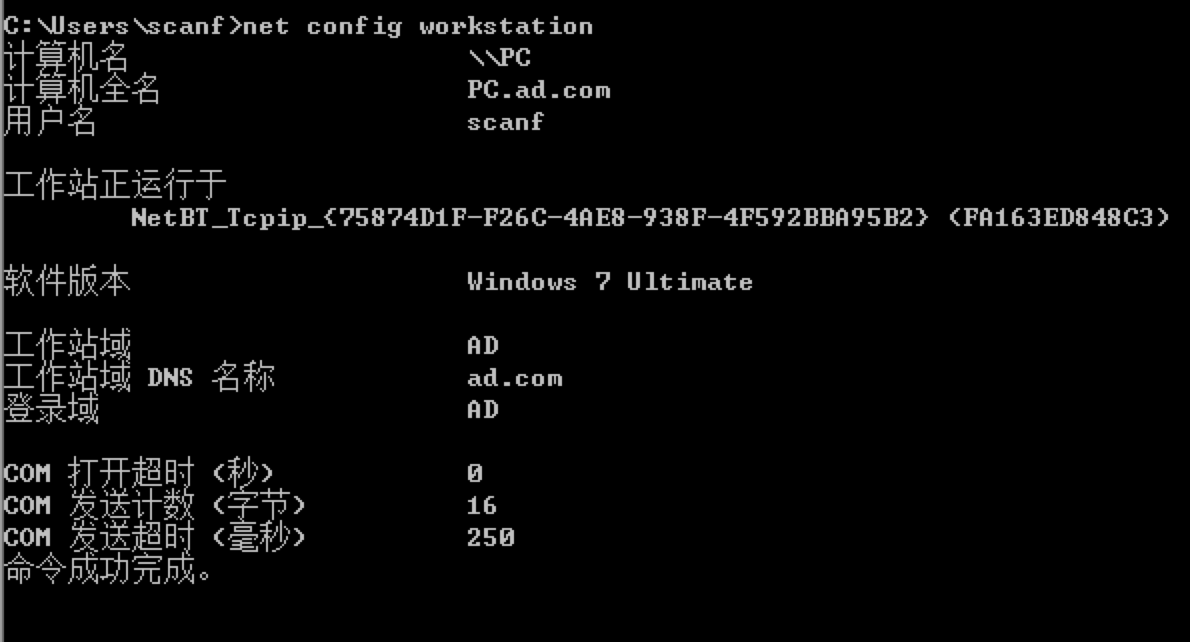 C:\Users\scanf>net config workstation
计算机名 \\PC
计算机全名 PC.ad.com
用户名 scanf
工作站正运行于
NetBT_Tcpip_{75874D1F-F26C-4AE8-938F-4F592BBA95B2} (FA163ED848C3)
软件版本 Windows 7 Ultimate
工作站域 AD
工作站域 DNS 名称 ad.com
登录域 AD
COM 打开超时 (秒) 0
COM 发送计数 (字节) 16
COM 发送超时 (毫秒) 250
命令成功完成。